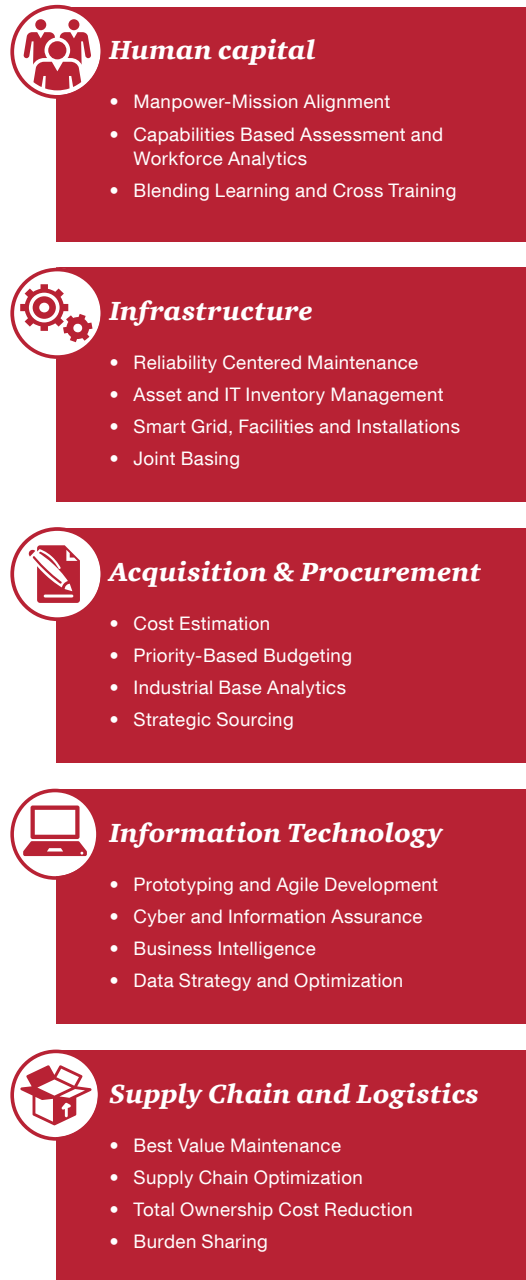 Human capital
• Manpower-Mission Alignment
• Capabilities Based Assessment and
Workforce Analytics
• Blending Learning and Cross Training
Infrastructure
• Reliability Centered Maintenance
• Asset and IT Inventory Management
• Smart Grid, Facilities and Installations
• Joint Basing
Acquisition & Procurement
• Cost Estimation
• Priority-Based Budgeting
• Industrial Base Analytics
• Strategic Sourcing
Information Technology
• Prototyping and Agile Development
• Cyber and Information Assurance
• Business Intelligence
• Data Strategy and Optimization
Supply Chain and Logistics
• Best Value Maintenance
• Supply Chain Optimization
• Total Ownership Cost Reduction
• Burden Sharing